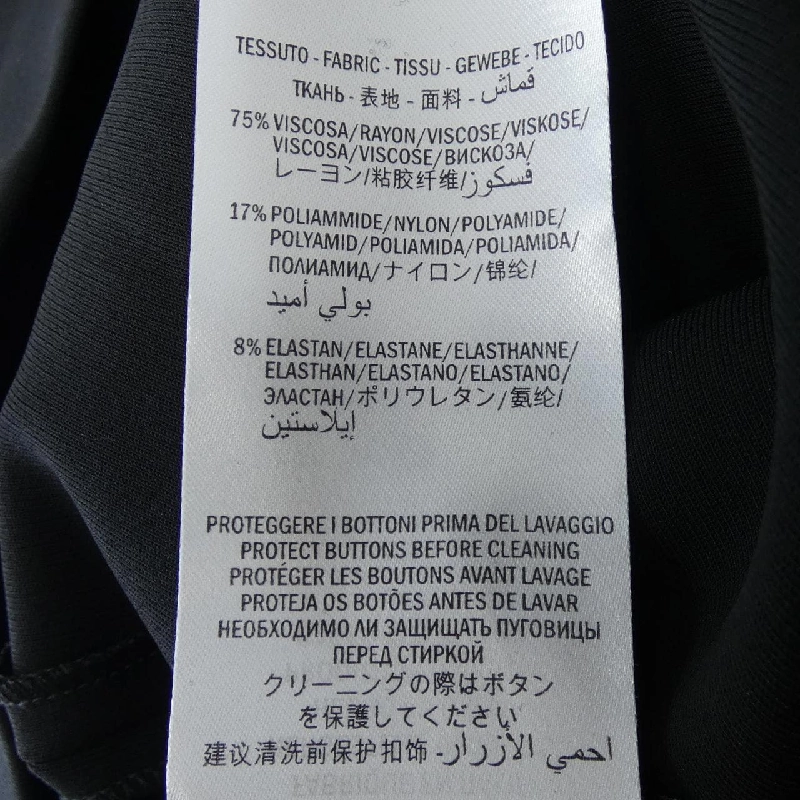 TESSUTO - FABRIC - TISSU - GEWEBE - TECIDO
ТКАНЬ - 表地 - 面料 - قماش
75% VISCOSA/RAYON/VISCOSE/VISKOSE/
VISCOSA/VISCOSE/ВИСКОЗА/
レーヨン/粘胶纤维/فسكوز
17% POLIAMMIDE/NYLON/POLYAMIDE/
POLYAMID/POLIAMIDA/POLIAMIDA/
ПОЛИАМИД/ナイロン/锦纶/
بولي أميد
8% ELASTAN/ELASTANE/ELASTHANNE/
ELASTHAN/ELASTANO/ELASTANO/
ЭЛАСТАН/ポリウレタン/氨纶/
إيلاستين
PROTEGGERE I BOTTONI PRIMA DEL LAVAGGIO
PROTECT BUTTONS BEFORE CLEANING
PROTÉGER LES BOUTONS AVANT LAVAGE
PROTEJA OS BOTÕES ANTES DE LAVAR
НЕОБХОДИМО ЛИ ЗАЩИЩАТЬ ПУГОВИЦЫ
ПЕРЕД СТИРКОЙ
クリーニングの際はボタン
を保護してください
建议清洗前保护扣饰 - احمي الأزرار